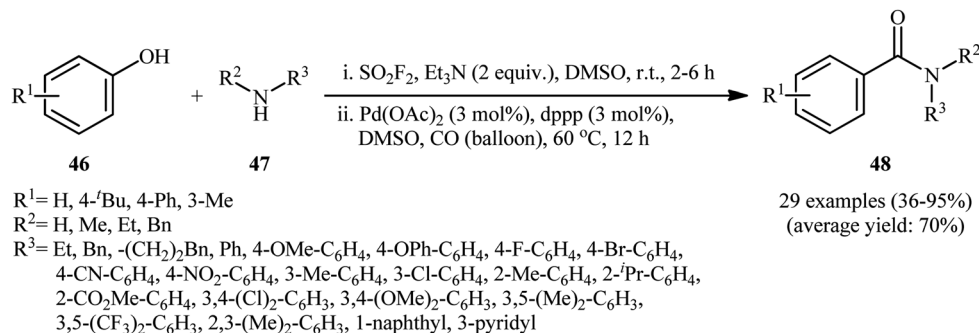 OH
R¹
46
+
R²
R³
N
H
47
i. SO₂F₂, Et₃N (2 equiv.), DMSO, r.t., 2-6 h
ii. Pd(OAc)₂ (3 mol%), dppp (3 mol%),
DMSO, CO (balloon), 60 °C, 12 h
O
R¹
N
R²
R³
48
R¹= H, 4-ᵗBu, 4-Ph, 3-Me
R²= H, Me, Et, Bn
R³= Et, Bn, -(CH₂)₂Bn, Ph, 4-OMe-C₆H₄, 4-OPh-C₆H₄, 4-F-C₆H₄, 4-Br-C₆H₄,
4-CN-C₆H₄, 4-NO₂-C₆H₄, 3-Me-C₆H₄, 3-Cl-C₆H₄, 2-Me-C₆H₄, 2-ⁱPr-C₆H₄,
2-CO₂Me-C₆H₄, 3,4-(Cl)₂-C₆H₃, 3,4-(OMe)₂-C₆H₃, 3,5-(Me)₂-C₆H₃,
3,5-(CF₃)₂-C₆H₃, 2,3-(Me)₂-C₆H₃, 1-naphthyl, 3-pyridyl
29 examples (36-95%)
(average yield: 70%)